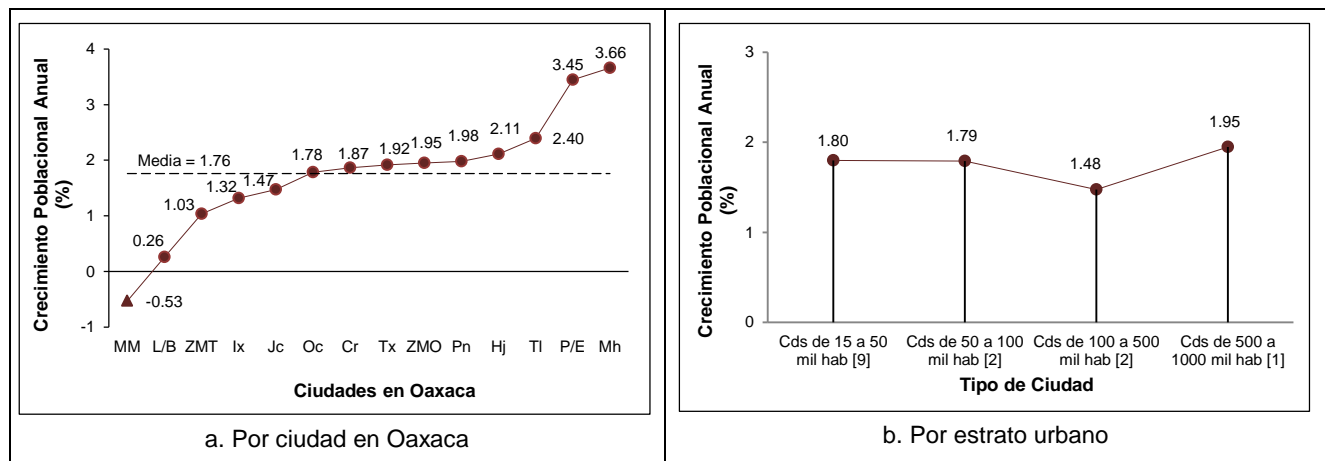 Crecimiento Poblacional Anual
(%)
4
3
2
1
0
-1
Media = 1.76
-0.53
0.26
1.03
1.32
1.47
1.78
1.87
1.92
1.95
1.98
2.11
2.40
3.45
3.66
MM L/B ZMT Ix Jc Oc Cr Tx ZMO Pn Hj Tl P/E Mh
Ciudades en Oaxaca
a. Por ciudad en Oaxaca
Crecimiento Poblacional Anual
(%)
3
2
1
0
1.80
1.79
1.48
1.95
Cds de 15 a 50
mil hab [9]
Cds de 50 a 100
mil hab [2]
Cds de 100 a 500
mil hab [2]
Cds de 500 a
1000 mil hab [1]
Tipo de Ciudad
b. Por estrato urbano